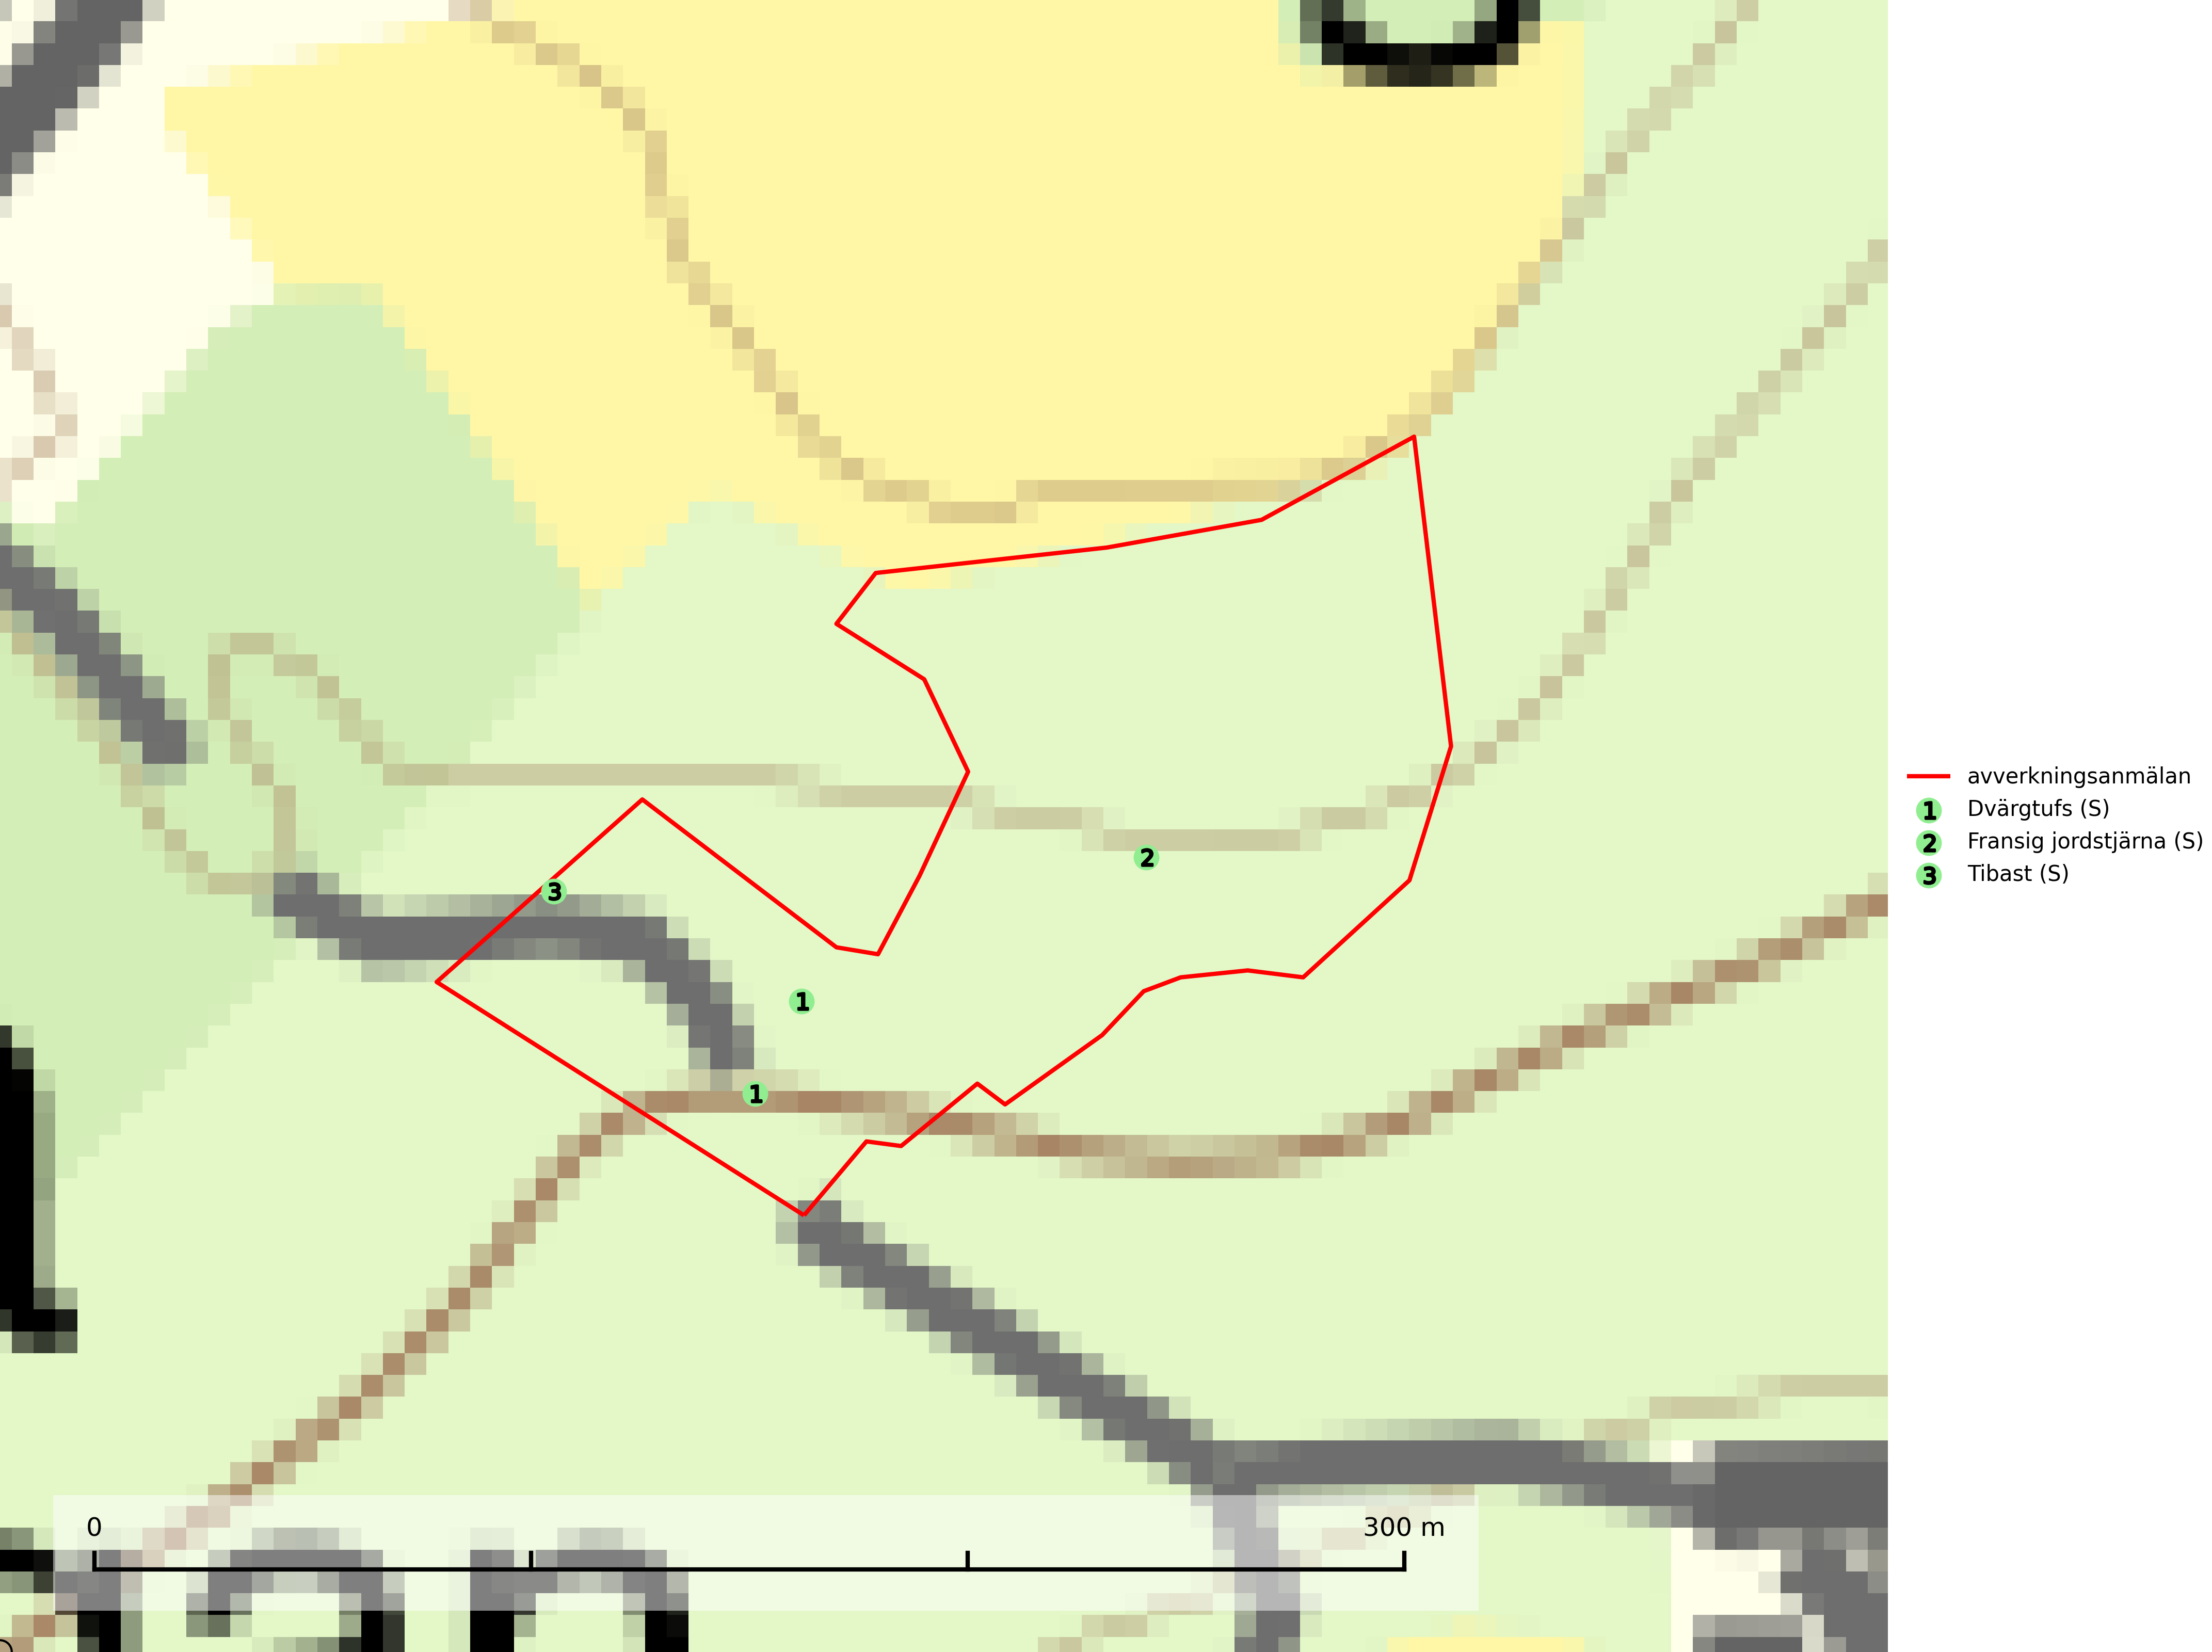 3
2
1
1
avverkningsanmälan
1 Dvärgtufs (S)
2 Fransig jordstjärna (S)
3 Tibast (S)
0 300 m